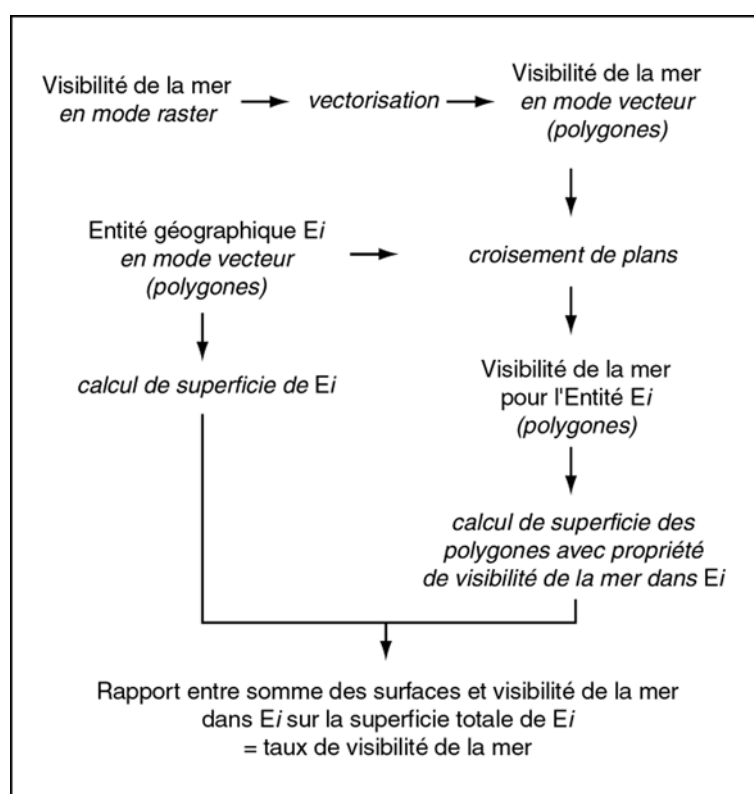 Visibilité de la mer
en mode raster
vectorisation
Visibilité de la mer
en mode vecteur
(polygones)
Entité géographique Ei
en mode vecteur
(polygones)
croisement de plans
calcul de superficie de Ei
Visibilité de la mer
pour l'Entité Ei
(polygones)
calcul de superficie des
polygones avec propriété
de visibilité de la mer dans Ei
Rapport entre somme des surfaces et visibilité de la mer
dans Ei sur la superficie totale de Ei
= taux de visibilité de la mer